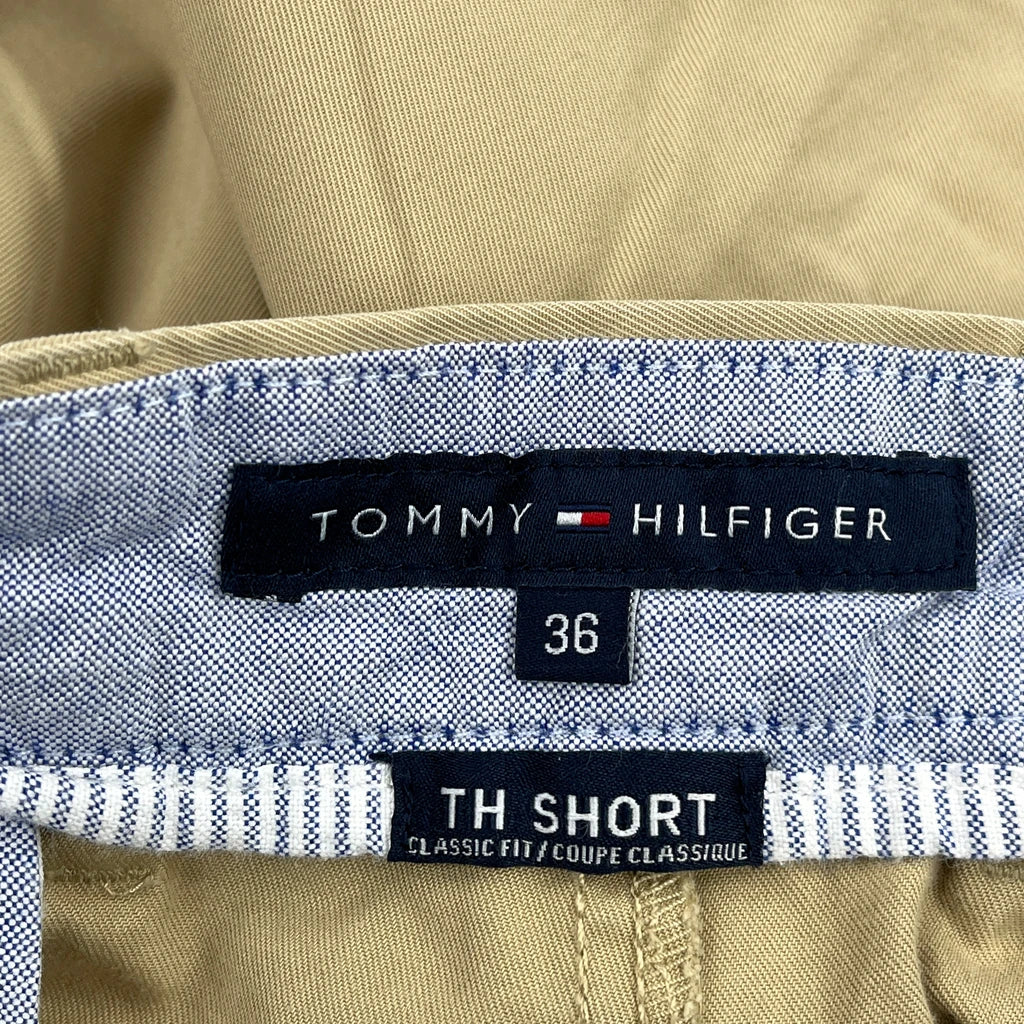 TOMMY HILFIGER
36
TH SHORT
CLASSIC FIT / COUPE CLASSIQUE